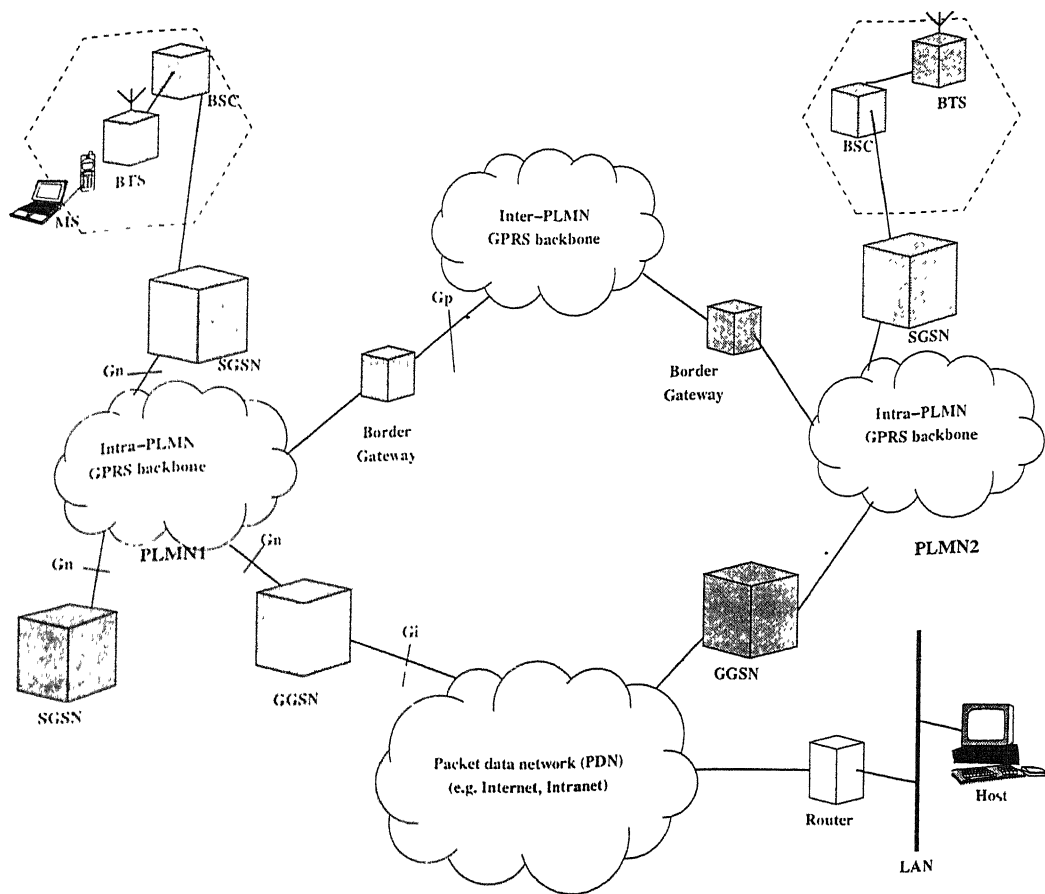 BTS
BSC
BSC
BTS
MS
Inter-PLMN
GPRS backbone
Gp
SGSN
SGSN
Gn
Border
Gateway
Border
Gateway
Intra-PLMN
GPRS backbone
Intra-PLMN
GPRS backbone
PLMN1
PLMN2
Gn
Gn
Gi
SGSN
GGSN
GGSN
Packet data network (PDN)
(e.g. Internet, Intranet)
Router
Host
LAN